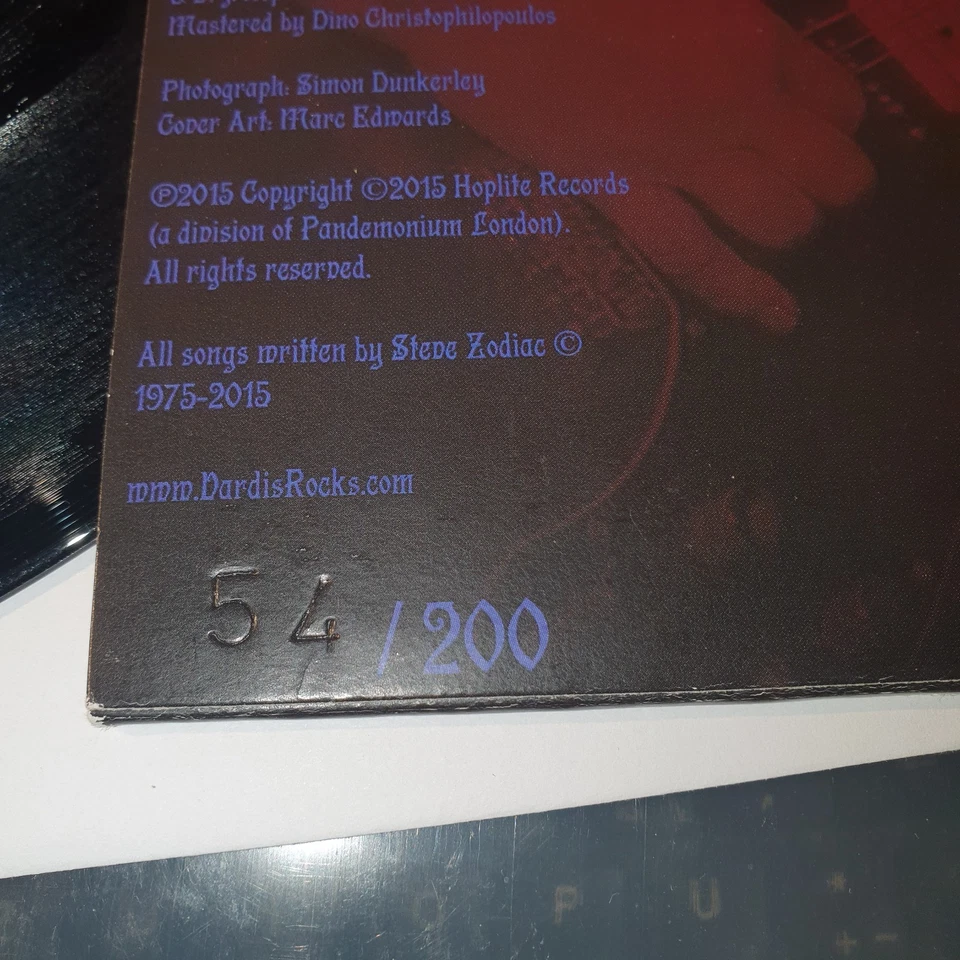 Mastered by Dino Christophilopoulos
Photograph: Simon Dunkerley
Cover Art: Marc Edwards
℗2015 Copyright ©2015 Hoplite Records
(a division of Pandemonium London).
All rights reserved.
All songs written by Steve Zodiac ©
1975-2015
www.VardisRocks.com
54 /200
P U
+ -